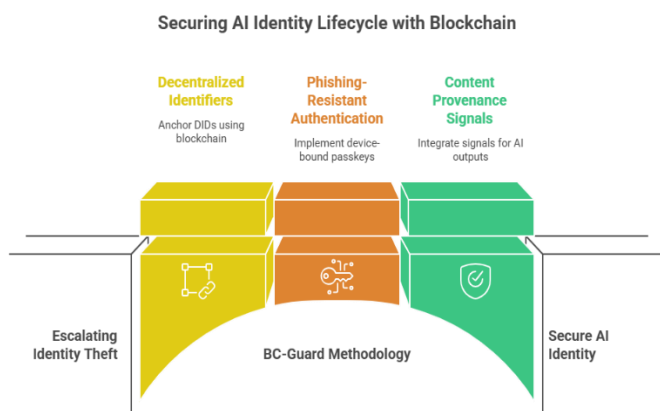 Securing AI Identity Lifecycle with Blockchain
Decentralized
Identifiers
Anchor DIDs using
blockchain
Phishing-
Resistant
Authentication
Implement device-
bound passkeys
Content
Provenance
Signals
Integrate signals for AI
outputs
Escalating
Identity Theft
BC-Guard Methodology
Secure AI
Identity